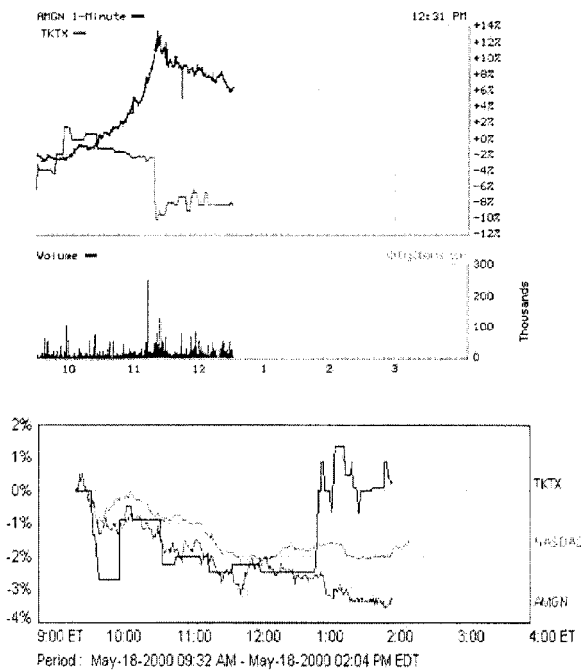 AMGN 1-Minute 12:31 PM
TKTX
+14%
+12%
+10%
+8%
+6%
+4%
+2%
+0%
-2%
-4%
-6%
-8%
-10%
-12%
Volume
300
200
100
0
Thousands
10 11 12 1 2 3
2%
1%
0%
-1%
-2%
-3%
-4%
TKTX
NASDAQ
AMGN
9:00 ET 10:00 11:00 12:00 1:00 2:00 3:00 4:00 ET
Period: May-18-2000 09:32 AM - May-18-2000 02:04 PM EDT